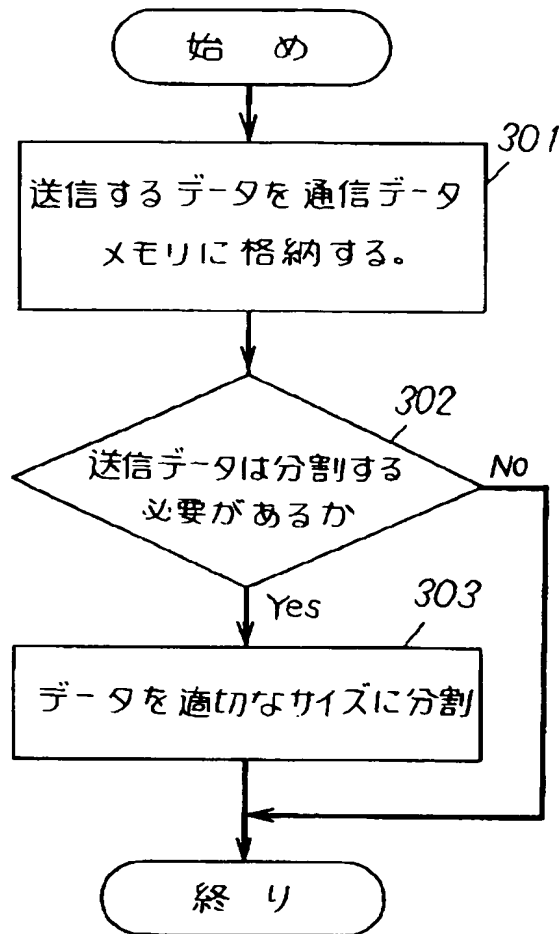 始 め
301
送信するデータを通信データ
メモリに格納する。
302
送信データは分割する
必要があるか
No
Yes
303
データを適切なサイズに分割
終 り